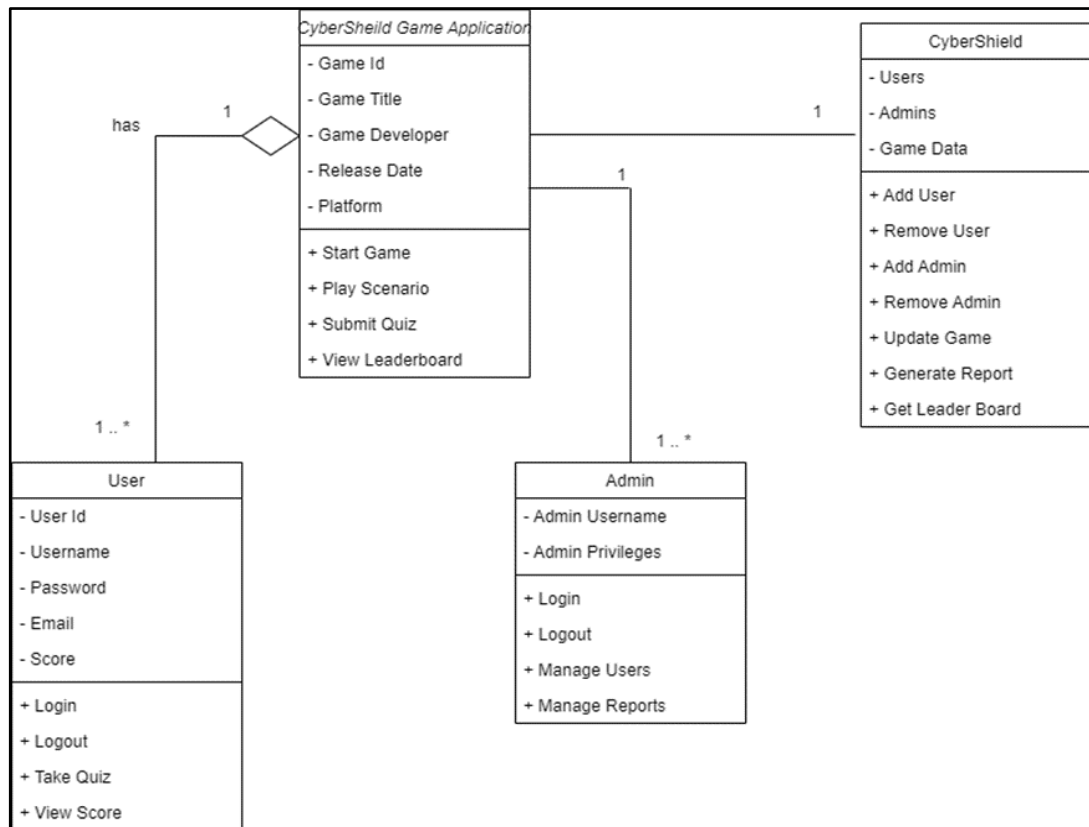 CyberSheild Game Application
- Game Id
- Game Title
- Game Developer
- Release Date
- Platform
+ Start Game
+ Play Scenario
+ Submit Quiz
+ View Leaderboard
CyberShield
- Users
- Admins
- Game Data
+ Add User
+ Remove User
+ Add Admin
+ Remove Admin
+ Update Game
+ Generate Report
+ Get Leader Board
has
1
1
1
1 .. *
1 .. *
User
- User Id
- Username
- Password
- Email
- Score
+ Login
+ Logout
+ Take Quiz
+ View Score
Admin
- Admin Username
- Admin Privileges
+ Login
+ Logout
+ Manage Users
+ Manage Reports